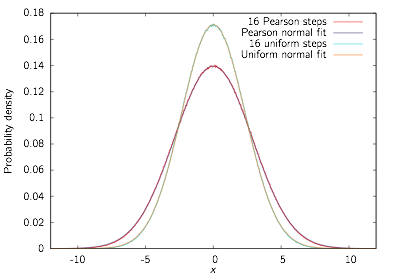 0.18
0.16
0.14
0.12
0.1
0.08
0.06
0.04
0.02
0
Probability density
16 Pearson steps
Pearson normal fit
16 uniform steps
Uniform normal fit
-10 -5 0 5 10
x